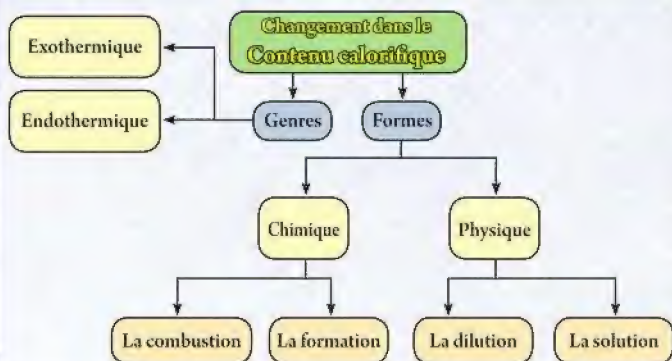 Changement dans le
Contenu calorifique
Exothermique
Endothermique
Genres
Formes
Chimique
Physique
La combustion
La formation
La dilution
La solution